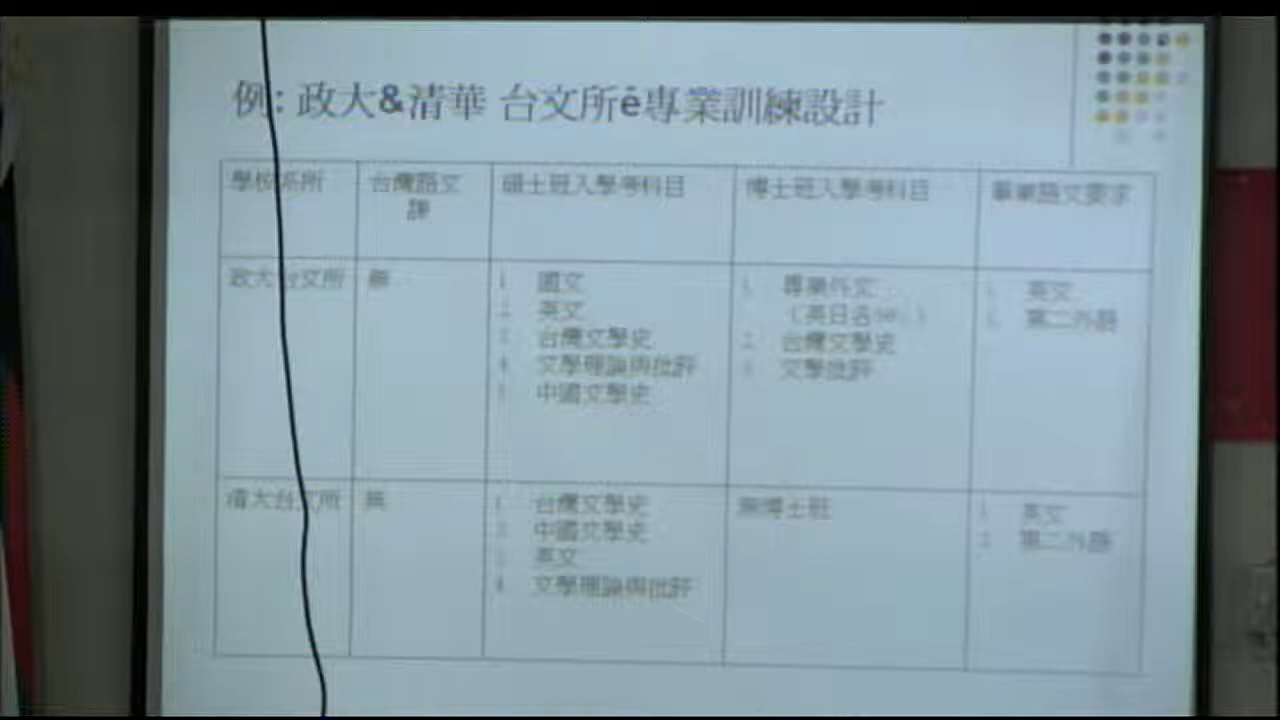 例: 政大&清華 台文所ê專業訓練設計
學校系所 台灣語文課 碩士班入學考科目 博士班入學考科目 畢業語文要求
政大台文所 無
1. 國文
2. 英文
3. 台灣文學史
4. 文學理論與批評
5. 中國文學史
1. 專業外文
(英日各50%)
2. 台灣文學史
3. 文學批評
1. 英文
2. 第二外語
清大台文所 無
1. 台灣文學史
2. 中國文學史
3. 英文
4. 文學理論與批評
無博士班
1. 英文
2. 第二外語